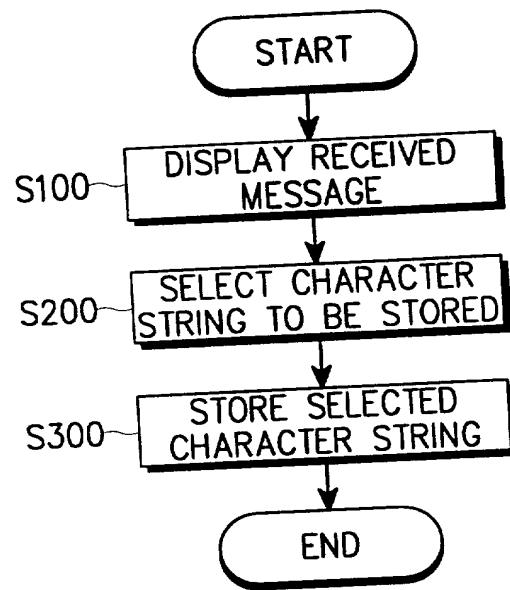 START
S100
DISPLAY RECEIVED
MESSAGE
S200
SELECT CHARACTER
STRING TO BE STORED
S300
STORE SELECTED
CHARACTER STRING
END